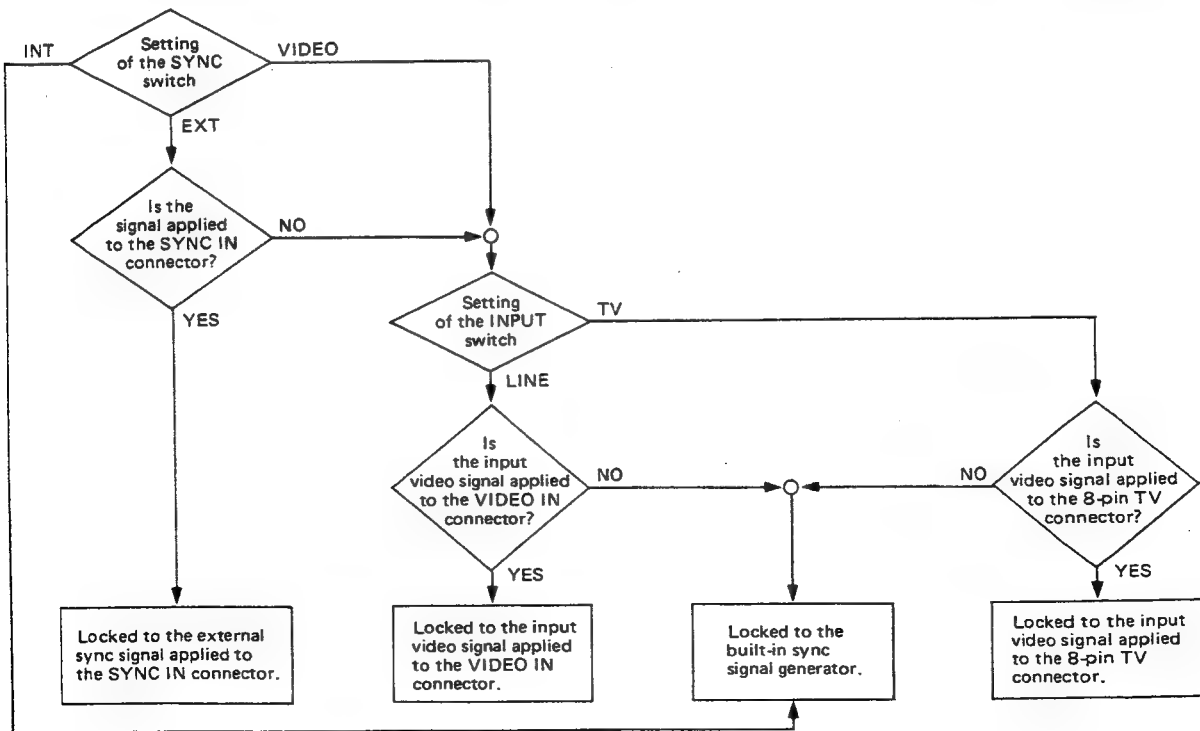 INT
Setting
of the SYNC
switch
VIDEO
EXT
Is the
signal applied
to the SYNC IN
connector?
NO
YES
Setting
of the INPUT
switch
TV
LINE
Is
the input
video signal applied
to the VIDEO IN
connector?
NO
YES
NO
Is
the input
video signal applied
to the 8-pin TV
connector?
YES
Locked to the external
sync signal applied to
the SYNC IN connector.
Locked to the input
video signal applied
to the VIDEO IN
connector.
Locked to the
built-in sync
signal generator.
Locked to the input
video signal applied
to the 8-pin TV
connector.